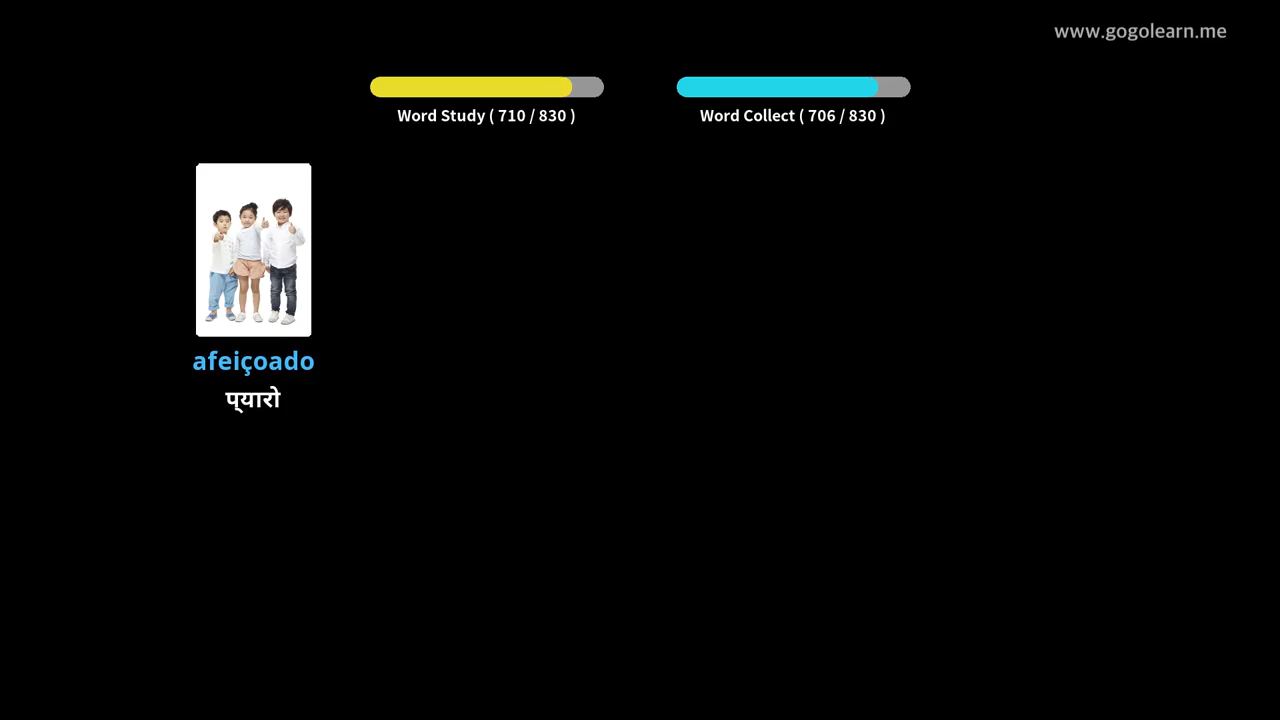 www.gogolearn.me
Word Study ( 710 / 830 )
Word Collect ( 706 / 830 )
afeiçoado
प्यारो